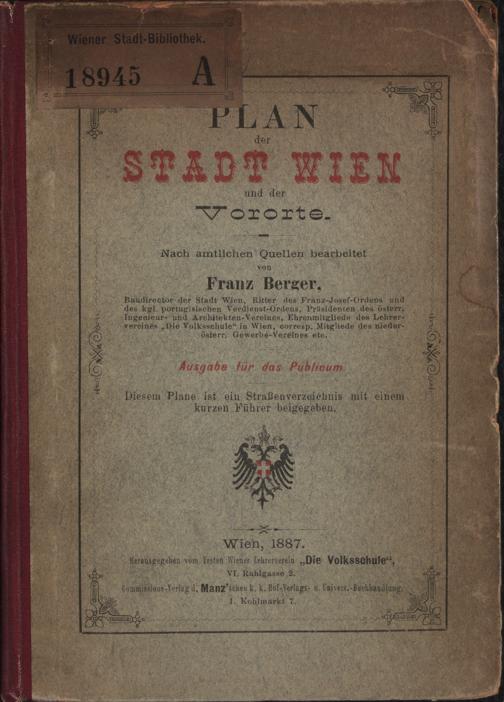 Wiener Stadt-Bibliothek.
18945 A
PLAN
der
STADT WIEN
und der
Vororte.
Nach amtlichen Quellen bearbeitet
von
Franz Berger,
Baudirector der Stadt Wien, Ritter des Franz-Josef-Ordens und
des kgl. portugisischen Verdienst-Ordens, Präsidenten des österr.
Ingenieur- und Architekten-Vereines, Ehrenmitgliede des Lehrer-
vereines „Die Volksschule“ in Wien, corresp. Mitgliede des nieder-
österr. Gewerbe-Vereines etc.
Ausgabe für das Publicum
Diesem Plane ist ein Straßenverzeichnis mit einem
kurzen Führer beigegeben.
Wien, 1887.
Herausgegeben vom Ersten Wiener Lehrerverein „Die Volksschule“,
VI. Rahlgasse 2.
Commissions-Verlag d. Manz'schen k. k. Hof-Verlags- u. Univers.-Buchhandlung,
I. Kohlmarkt 7.